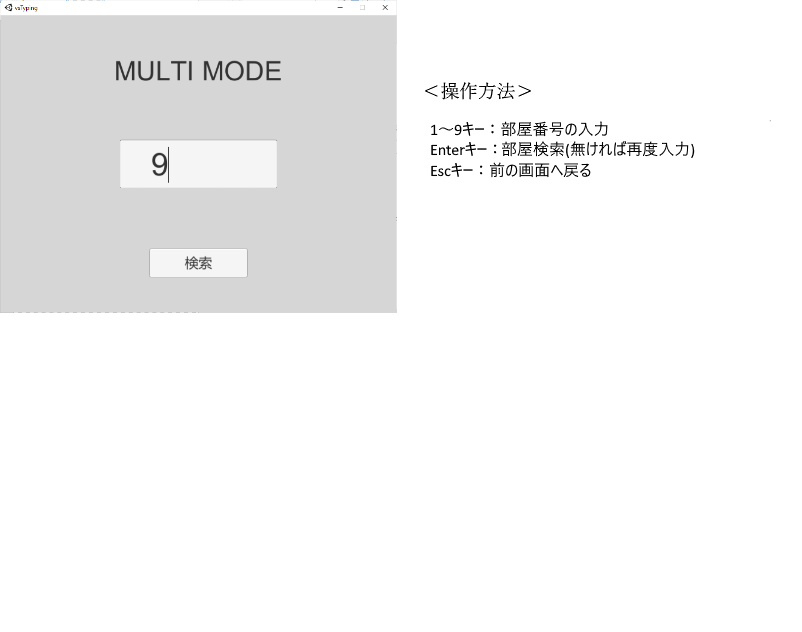 vsTyping
MULTI MODE
9
検索
＜操作方法＞
1～9キー：部屋番号の入力
Enterキー：部屋検索(無ければ再度入力)
Escキー：前の画面へ戻る